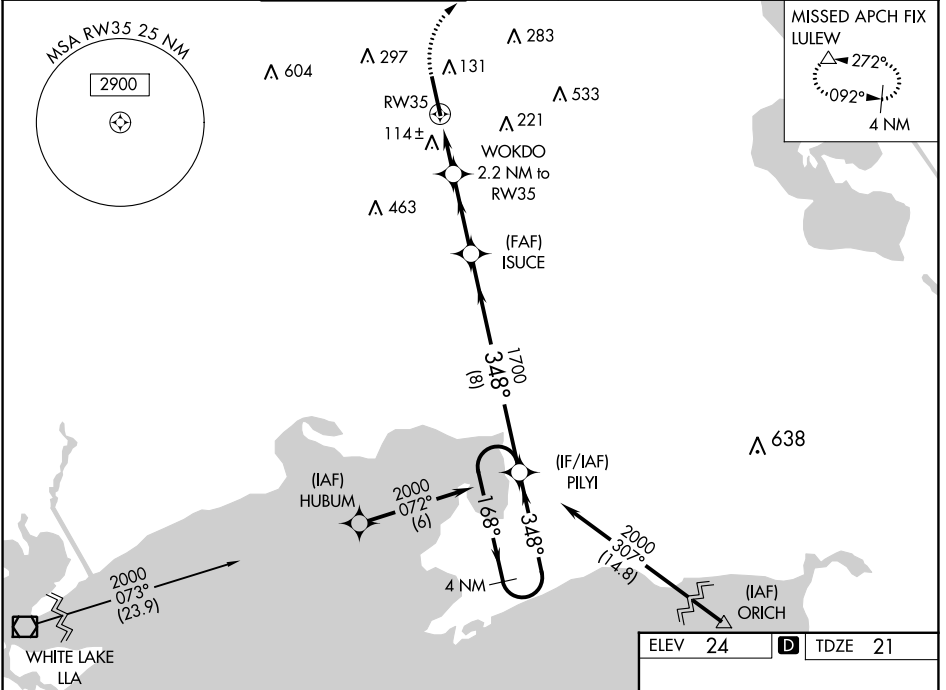 MSA RW35 25 NM
2900
604
297
283
131
533
RW35
221
114±
WOKDO
2.2 NM to
RW35
463
(FAF)
ISUCE
MISSED APCH FIX
LULEW
272°
092°
4 NM
1700
348°
(8)
638
(IF/IAF)
PILYI
(IAF)
HUBUM
2000
072°
(6)
168°
348°
4 NM
2000
307°
(14.8)
(IAF)
ORICH
2000
073°
(23.9)
WHITE LAKE
LLA
ELEV 24 D TDZE 21